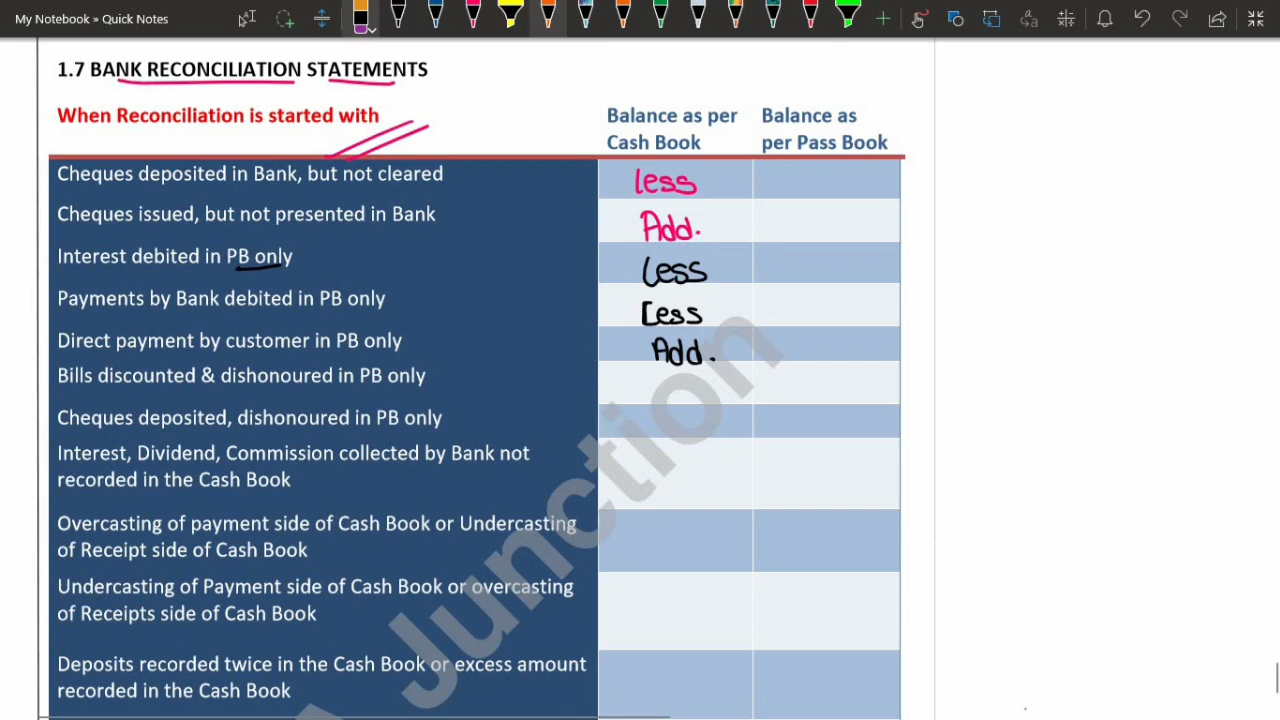 My Notebook » Quick Notes
1.7 BANK RECONCILIATION STATEMENTS
When Reconciliation is started with
Balance as per Cash Book
Balance as per Pass Book
Cheques deposited in Bank, but not cleared
less
Cheques issued, but not presented in Bank
Add.
Interest debited in PB only
less
Payments by Bank debited in PB only
Less
Direct payment by customer in PB only
Add.
Bills discounted & dishonoured in PB only
Cheques deposited, dishonoured in PB only
Interest, Dividend, Commission collected by Bank not
recorded in the Cash Book
Overcasting of payment side of Cash Book or Undercasting
of Receipt side of Cash Book
Undercasting of Payment side of Cash Book or overcasting
of Receipts side of Cash Book
Deposits recorded twice in the Cash Book or excess amount
recorded in the Cash Book
Junction